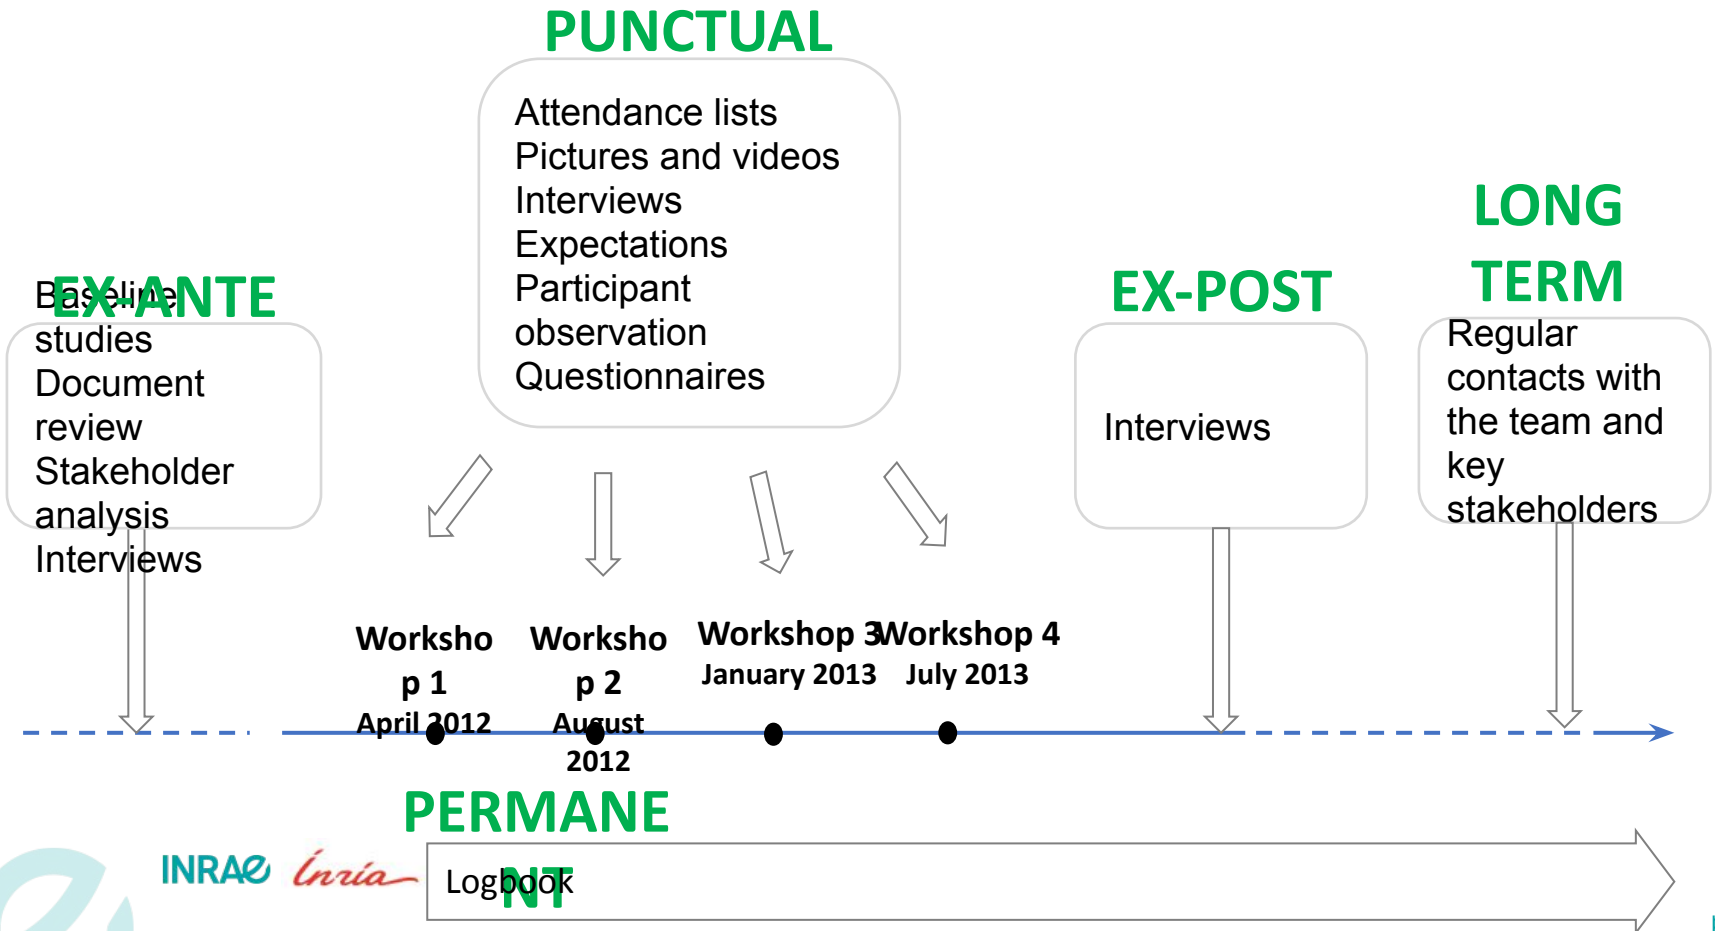 PUNCTUAL
Attendance lists
Pictures and videos
Interviews
Expectations
Participant
observation
Questionnaires
EX-ANTE
Baseline
studies
Document
review
Stakeholder
analysis
Interviews
EX-POST
Interviews
LONG
TERM
Regular
contacts with
the team and
key
stakeholders
Worksho
p 1
April 2012
Worksho
p 2
August
2012
Workshop 3
January 2013
Workshop 4
July 2013
PERMANE
NT
Logbook
INRAE
Inria